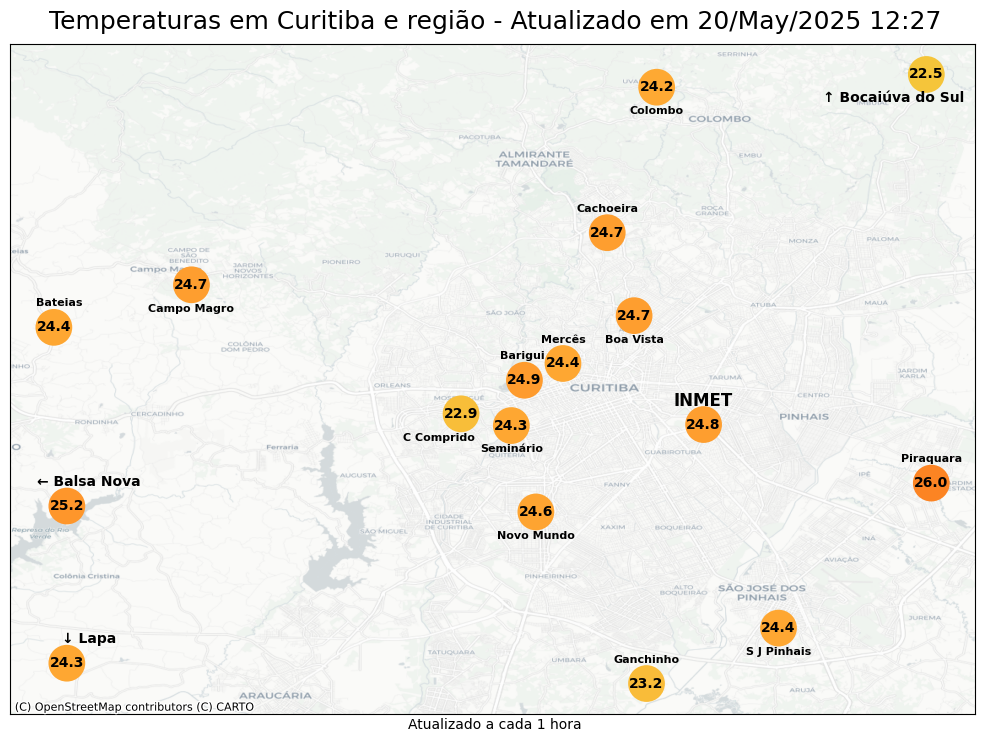 Temperaturas em Curitiba e região - Atualizado em 20/May/2025 12:27
SERRINHA
22.5
↑ Bocaiúva do Sul
24.2
Colombo
COLOMBO
PACOTUBA
ALMIRANTE
TAMANDARÉ
EMBU
Cachoeira
24.7
ROÇA
GRANDE
MONZA
PALOMA
CAMPO DE
SÃO
BENEDITO
JURUQUI
PIONEIRO
JARDIM
NOVOS
HORIZONTES
24.7
Campo Magro
Bateias
24.4
ATUBA
MAUÁ
SÃO JOÃO
24.7
Boa Vista
COLÔNIA
DOM PEDRO
Mercês
24.4
Barigui
24.9
ORLEANS
CURITIBA
TARUMÃ
JARDIM
KARLA
CENTRO
PINHAIS
INMET
24.8
22.9
C Comprido
24.3
Seminário
CERCADINHO
RONDINHA
Ferraria
GUABIROTUBA
Piraquara
26.0
IPÊ
AUGUSTA
FANNY
← Balsa Nova
25.2
24.6
Novo Mundo
CIDADE
INDUSTRIAL
DE CURITIBA
SÃO MIGUEL
XAXIM
BOQUEIRÃO
INÁ
AVIAÇÃO
Represa do Rio
Verde
Colônia Cristina
PINHEIRINHO
ALTO
BOQUEIRÃO
SÃO JOSÉ DOS
PINHAIS
JUREMA
24.4
S J Pinhais
↓ Lapa
24.3
TATUQUARA
UMBARÁ
Ganchinho
23.2
ARUJÁ
ARAUCÁRIA
(C) OpenStreetMap contributors (C) CARTO
Atualizado a cada 1 hora